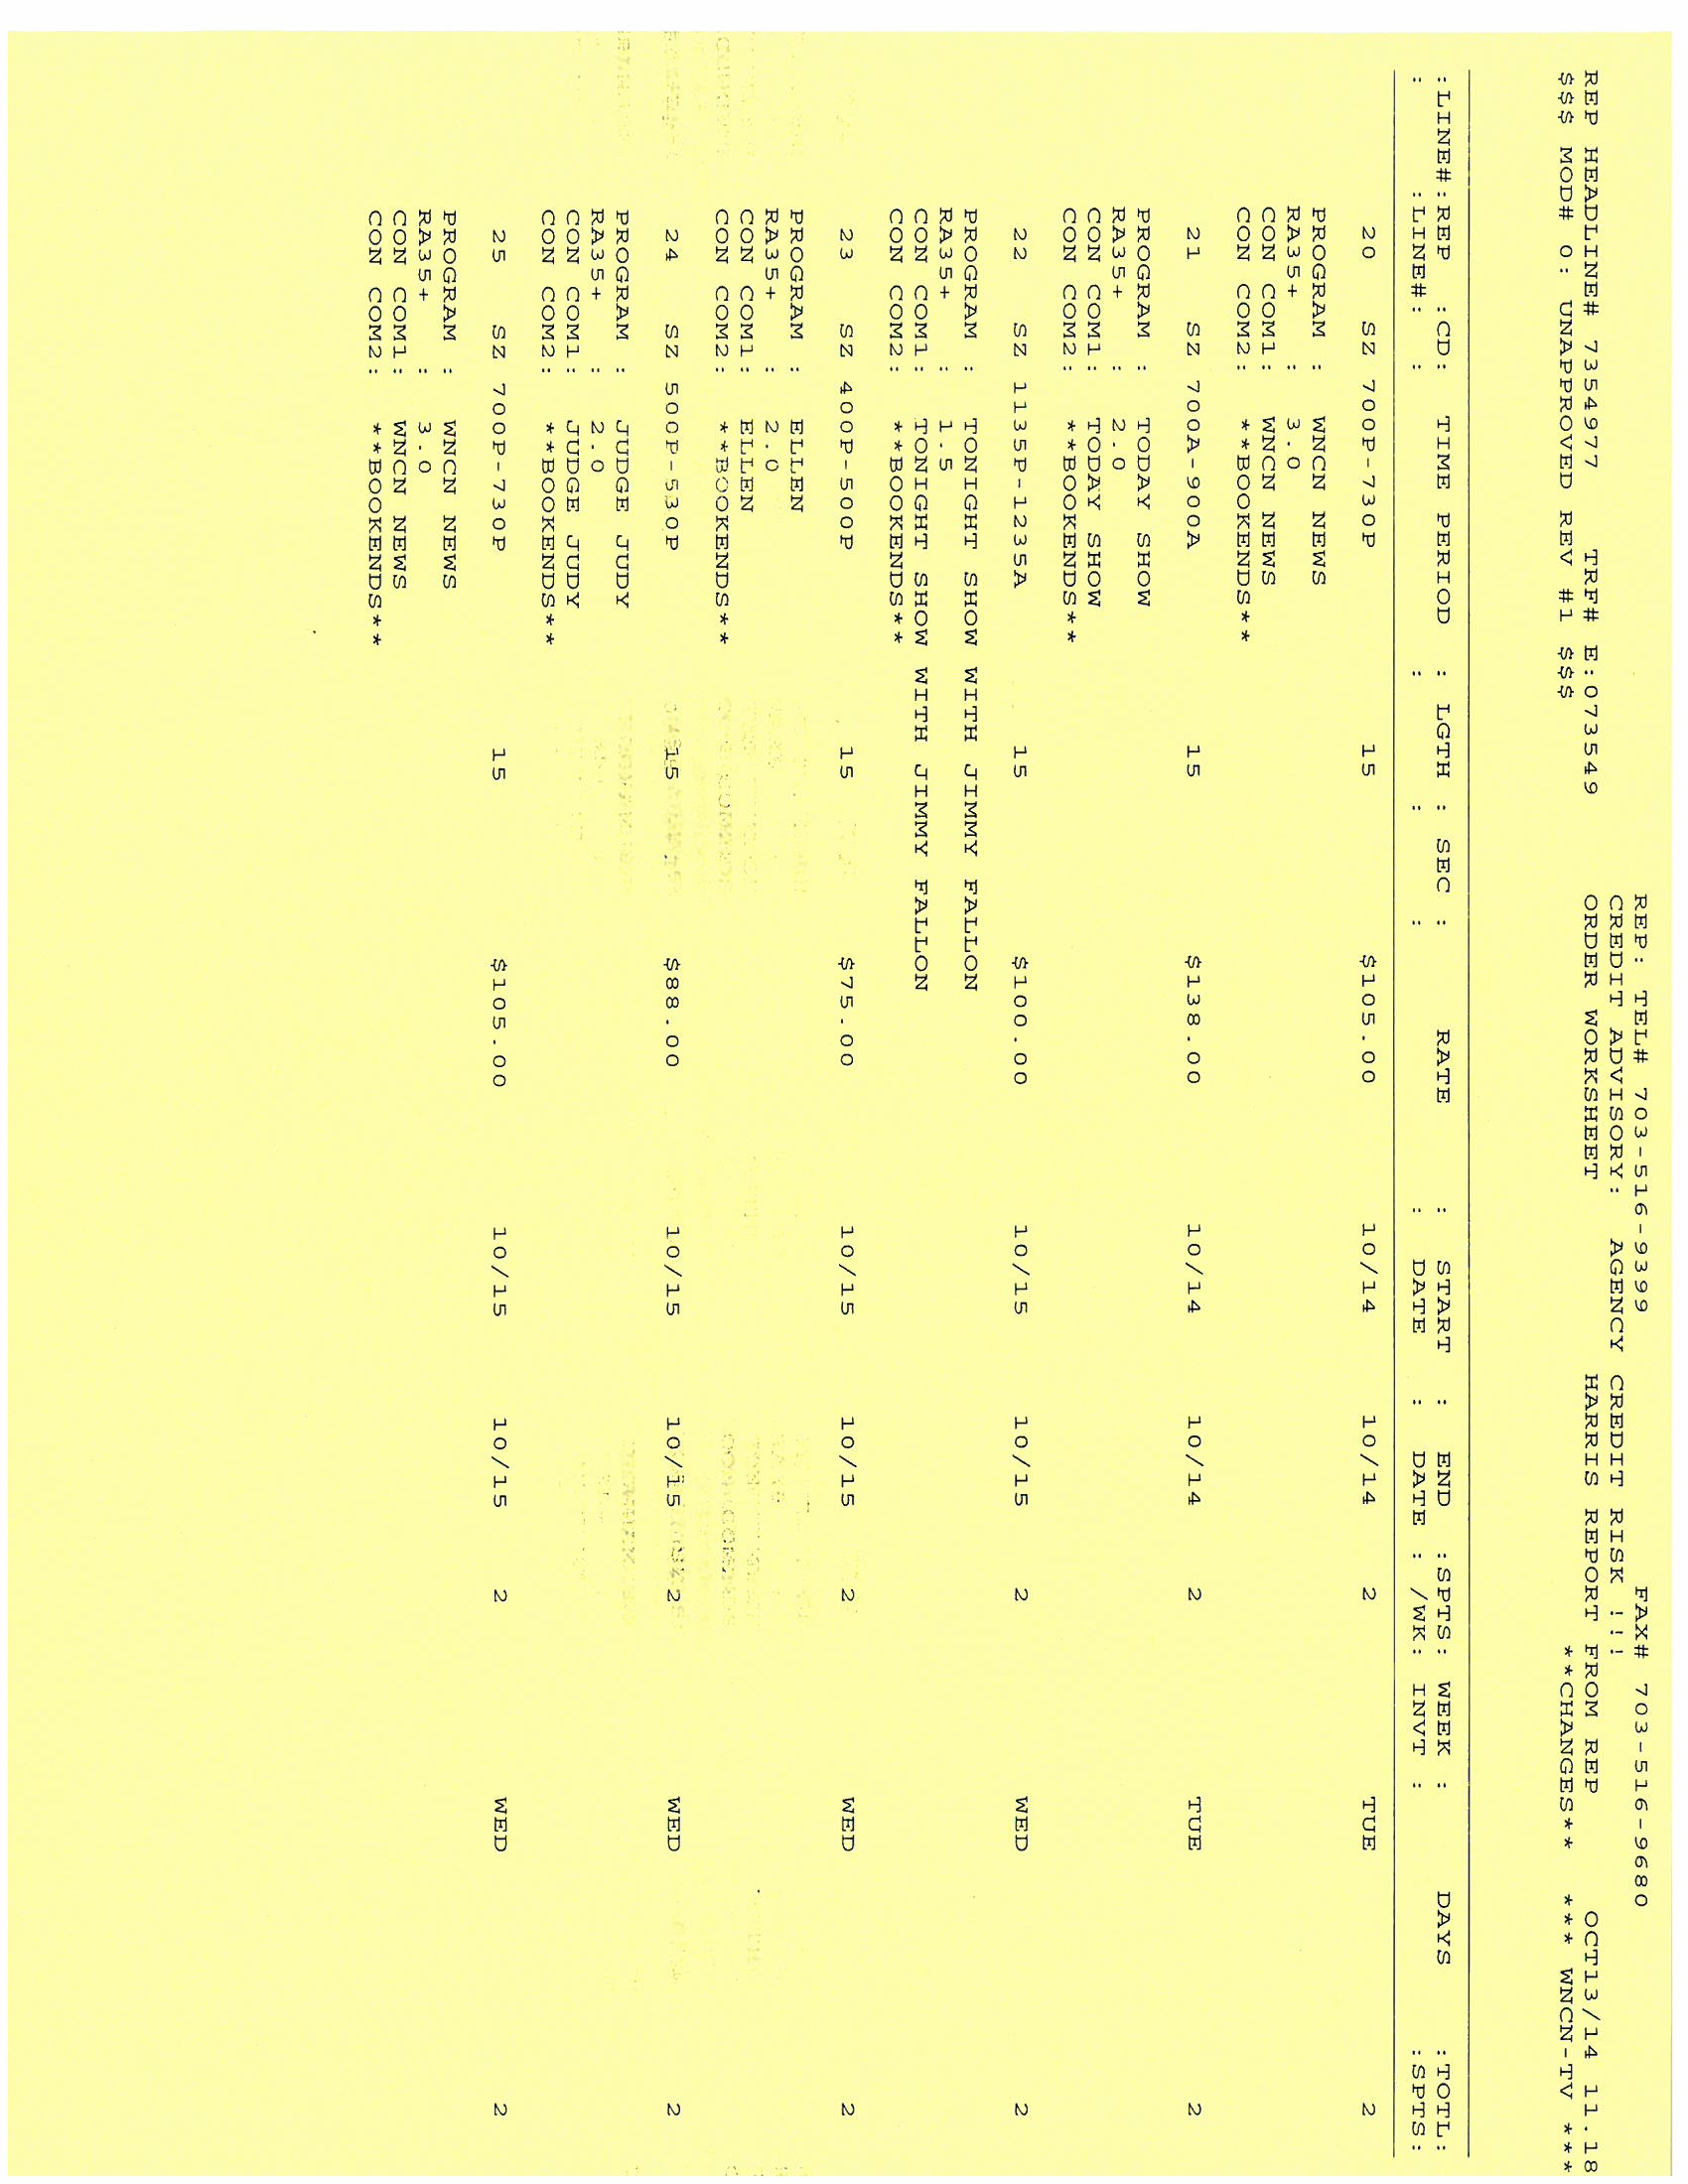 REP: TEL# 703-516-9399 FAX# 703-516-9680
CREDIT ADVISORY: AGENCY CREDIT RISK !!!
REP HEADLINE# 7354977 TRF# E:073549 ORDER WORKSHEET HARRIS REPORT FROM REP OCT13/14 11.18
$$$ MOD# 0: UNAPPROVED REV #1 $$$ **CHANGES** *** WNCN-TV ***
:LINE#:REP :CD: TIME PERIOD : LGTH : SEC : RATE : START : END :SPTS: WEEK : DAYS :TOTL:
: :LINE#: : : : : : DATE : DATE : /WK: INVT : :SPTS:
20 SZ 700P-730P 15 $105.00 10/14 10/14 2 TUE 2
PROGRAM : WNCN NEWS
RA35+ : 3.0
CON COM1: WNCN NEWS
CON COM2: **BOOKENDS**
21 SZ 700A-900A 15 $138.00 10/14 10/14 2 TUE 2
PROGRAM : TODAY SHOW
RA35+ : 2.0
CON COM1: TODAY SHOW
CON COM2: **BOOKENDS**
22 SZ 1135P-1235A 15 $100.00 10/15 10/15 2 WED 2
PROGRAM : TONIGHT SHOW WITH JIMMY FALLON
RA35+ : 1.5
CON COM1: TONIGHT SHOW WITH JIMMY FALLON
CON COM2: **BOOKENDS**
23 SZ 400P-500P 15 $75.00 10/15 10/15 2 WED 2
PROGRAM : ELLEN
RA35+ : 2.0
CON COM1: ELLEN
CON COM2: **BOOKENDS**
24 SZ 500P-530P 15 $88.00 10/15 10/15 2 WED 2
PROGRAM : JUDGE JUDY
RA35+ : 2.0
CON COM1: JUDGE JUDY
CON COM2: **BOOKENDS**
25 SZ 700P-730P 15 $105.00 10/15 10/15 2 WED 2
PROGRAM : WNCN NEWS
RA35+ : 3.0
CON COM1: WNCN NEWS
CON COM2: **BOOKENDS**